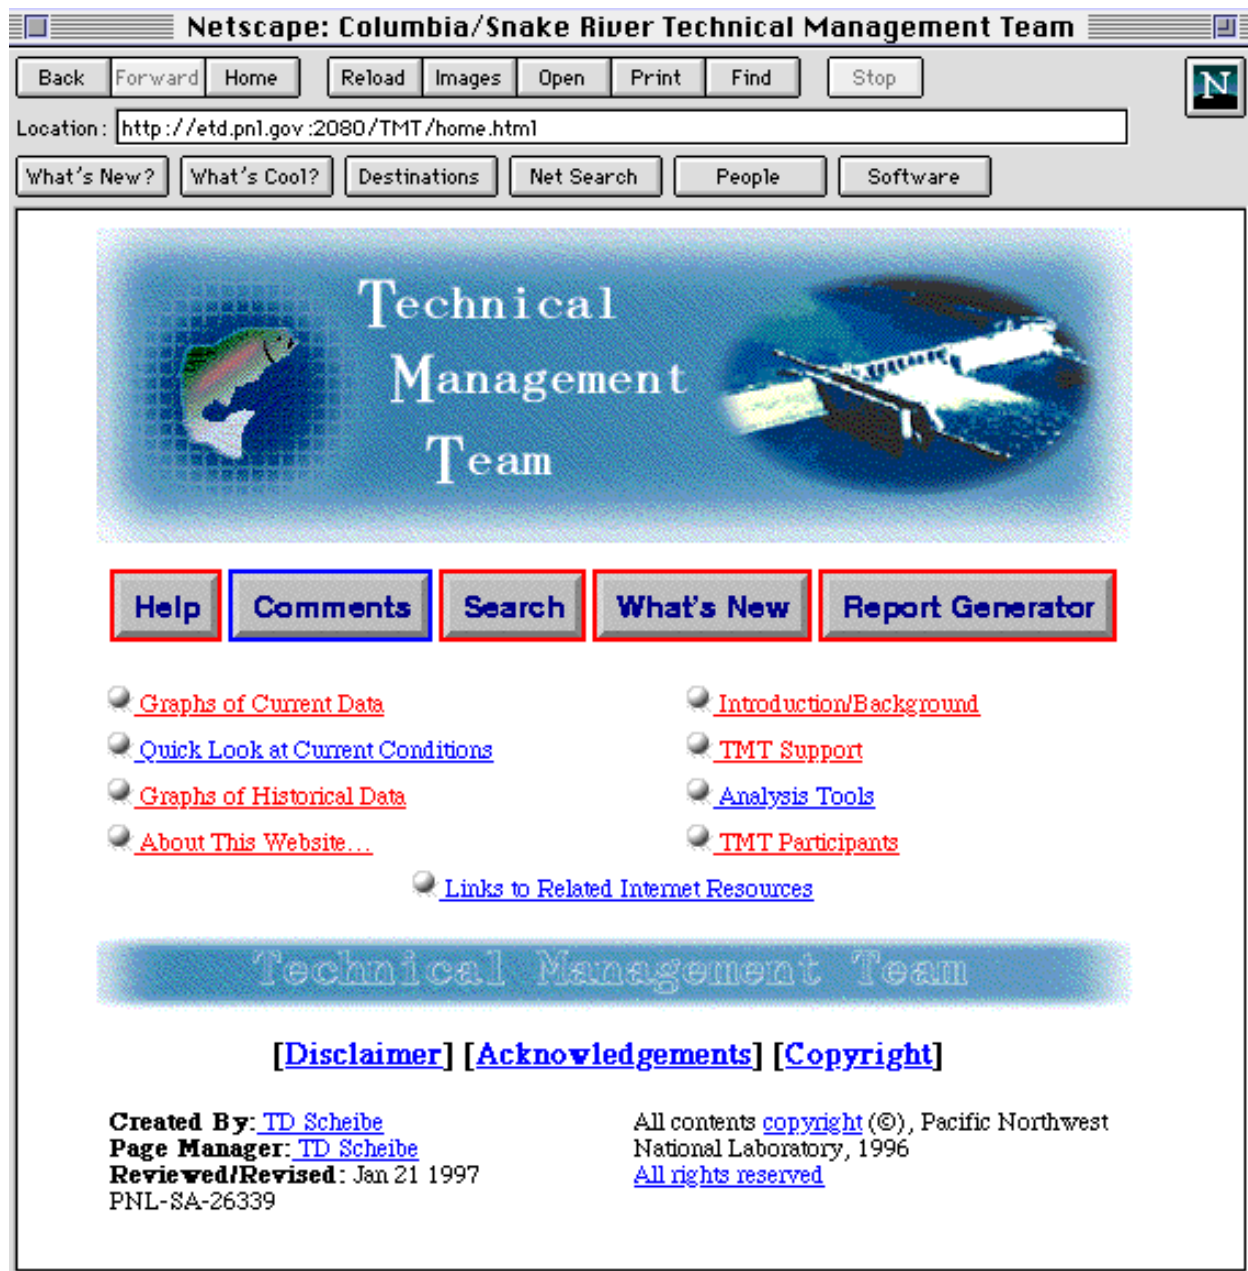 Netscape: Columbia/Snake River Technical Management Team
Back Forward Home Reload Images Open Print Find Stop
N
Location: http://etd.pnl.gov:2080/TMT/home.html
What's New? What's Cool? Destinations Net Search People Software
Technical
Management
Team
Help Comments Search What's New Report Generator
Graphs of Current Data Introduction/Background
Quick Look at Current Conditions TMT Support
Graphs of Historical Data Analysis Tools
About This Website... TMT Participants
Links to Related Internet Resources
Technical Management Team
[Disclaimer] [Acknowledgements] [Copyright]
Created By: TD Scheibe
Page Manager: TD Scheibe
Reviewed/Revised: Jan 21 1997
PNL-SA-26339
All contents copyright (©), Pacific Northwest
National Laboratory, 1996
All rights reserved